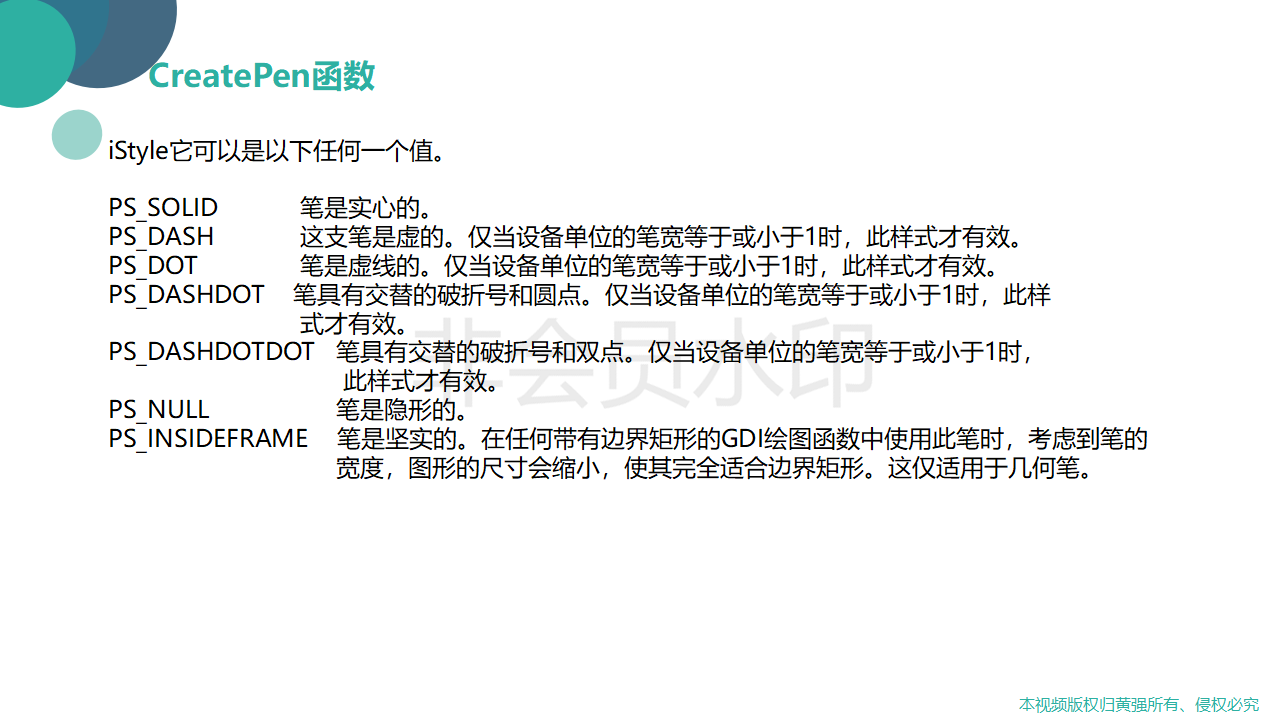 CreatePen函数
iStyle它可以是以下任何一个值。
PS_SOLID 笔是实心的。
PS_DASH 这支笔是虚的。仅当设备单位的笔宽等于或小于1时，此样式才有效。
PS_DOT 笔是虚线的。仅当设备单位的笔宽等于或小于1时，此样式才有效。
PS_DASHDOT 笔具有交替的破折号和圆点。仅当设备单位的笔宽等于或小于1时，此样
式才有效。
PS_DASHDOTDOT 笔具有交替的破折号和双点。仅当设备单位的笔宽等于或小于1时，
此样式才有效。
PS_NULL 笔是隐形的。
PS_INSIDEFRAME 笔是坚实的。在任何带有边界矩形的GDI绘图函数中使用此笔时，考虑到笔的
宽度，图形的尺寸会缩小，使其完全适合边界矩形。这仅适用于几何笔。
非会员水印
本视频版权归黄强所有、侵权必究